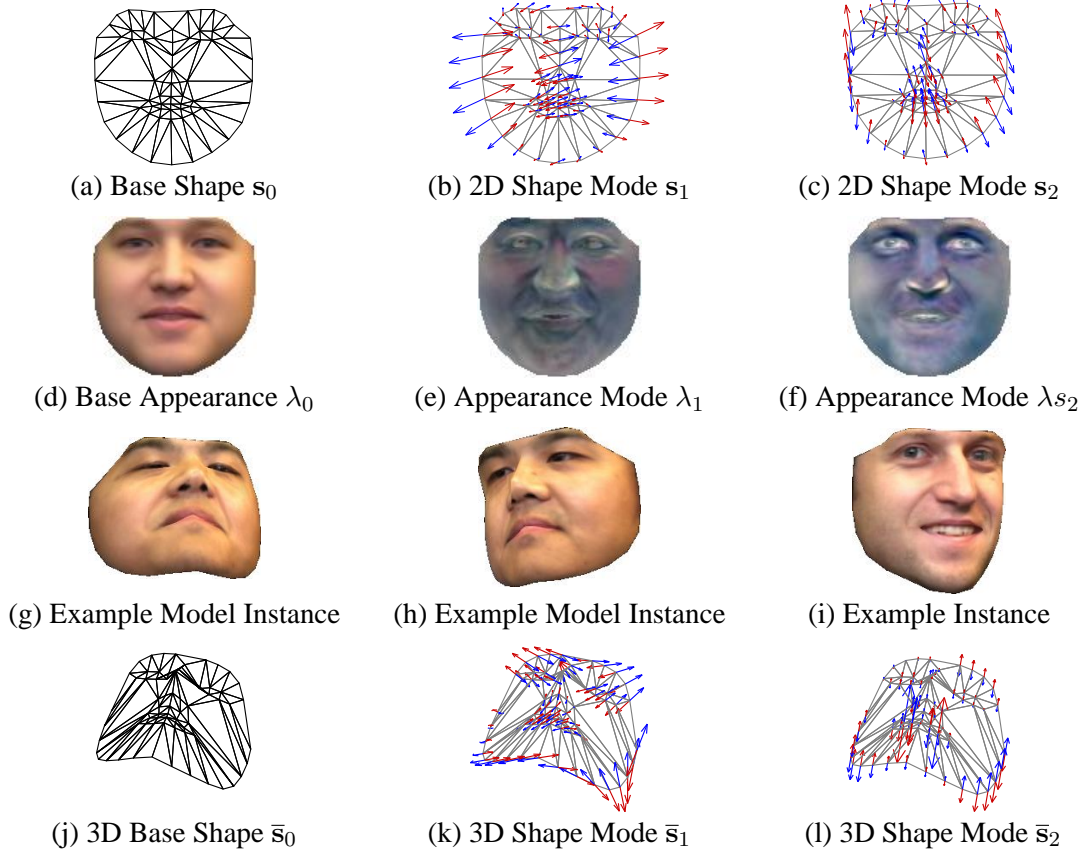 (a) Base Shape s₀
(b) 2D Shape Mode s₁
(c) 2D Shape Mode s₂
(d) Base Appearance λ₀
(e) Appearance Mode λ₁
(f) Appearance Mode λs₂
(g) Example Model Instance
(h) Example Model Instance
(i) Example Instance
(j) 3D Base Shape s̄₀
(k) 3D Shape Mode s̄₁
(l) 3D Shape Mode s̄₂